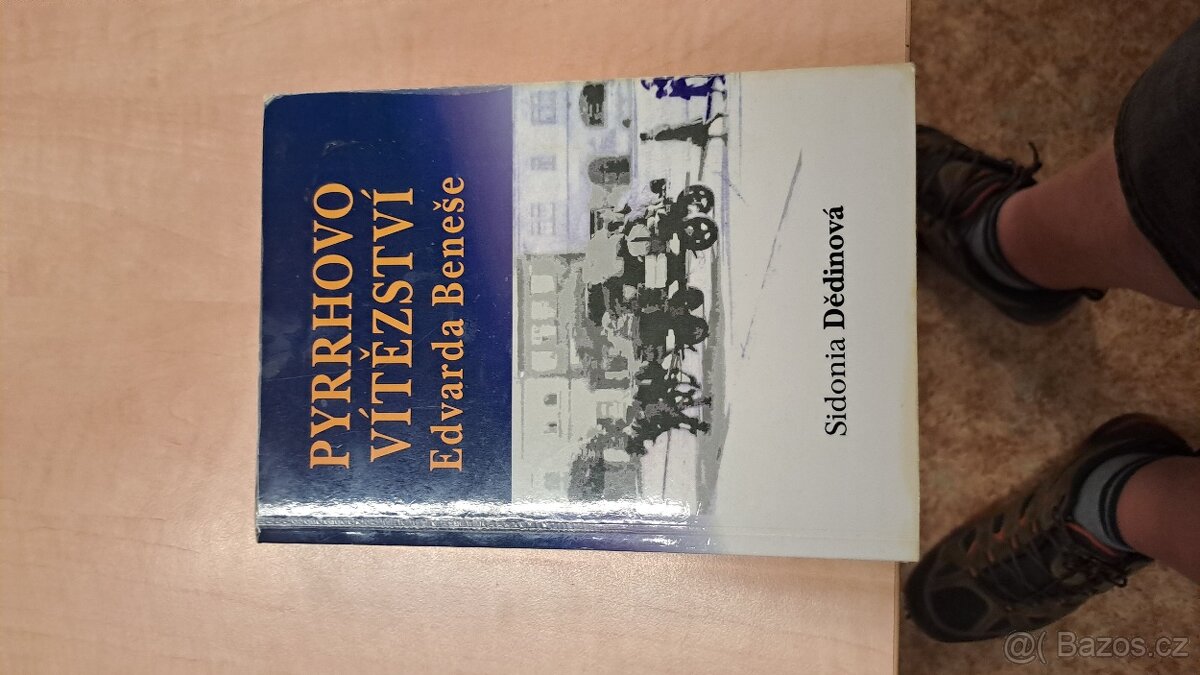 PYRRHOVO
VÍTĚZSTVÍ
Edvarda Beneše
Sidonia Dědinová
@( Bazos.cz